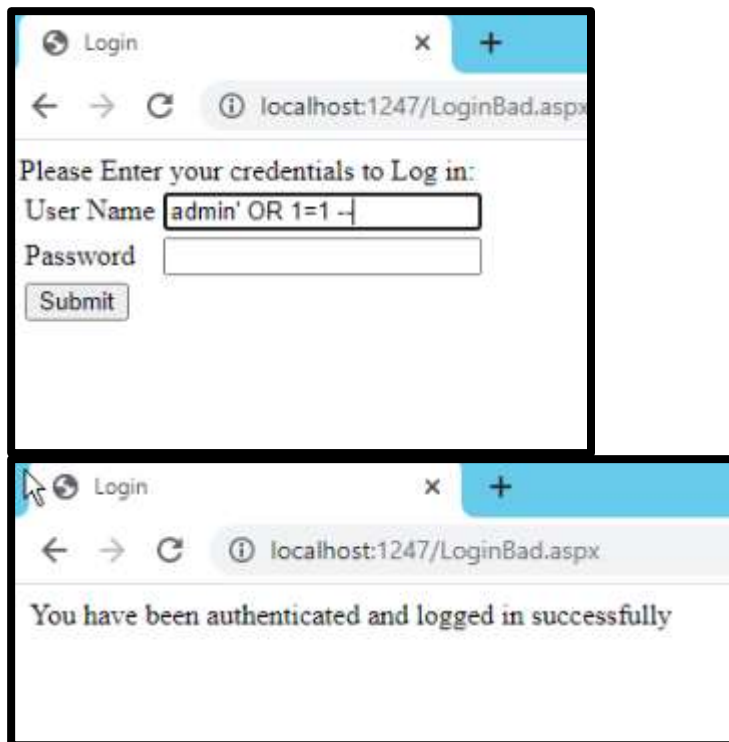 Login
localhost:1247/LoginBad.aspx
Please Enter your credentials to Log in:
User Name admin' OR 1=1 --
Password
Submit
Login
localhost:1247/LoginBad.aspx
You have been authenticated and logged in successfully